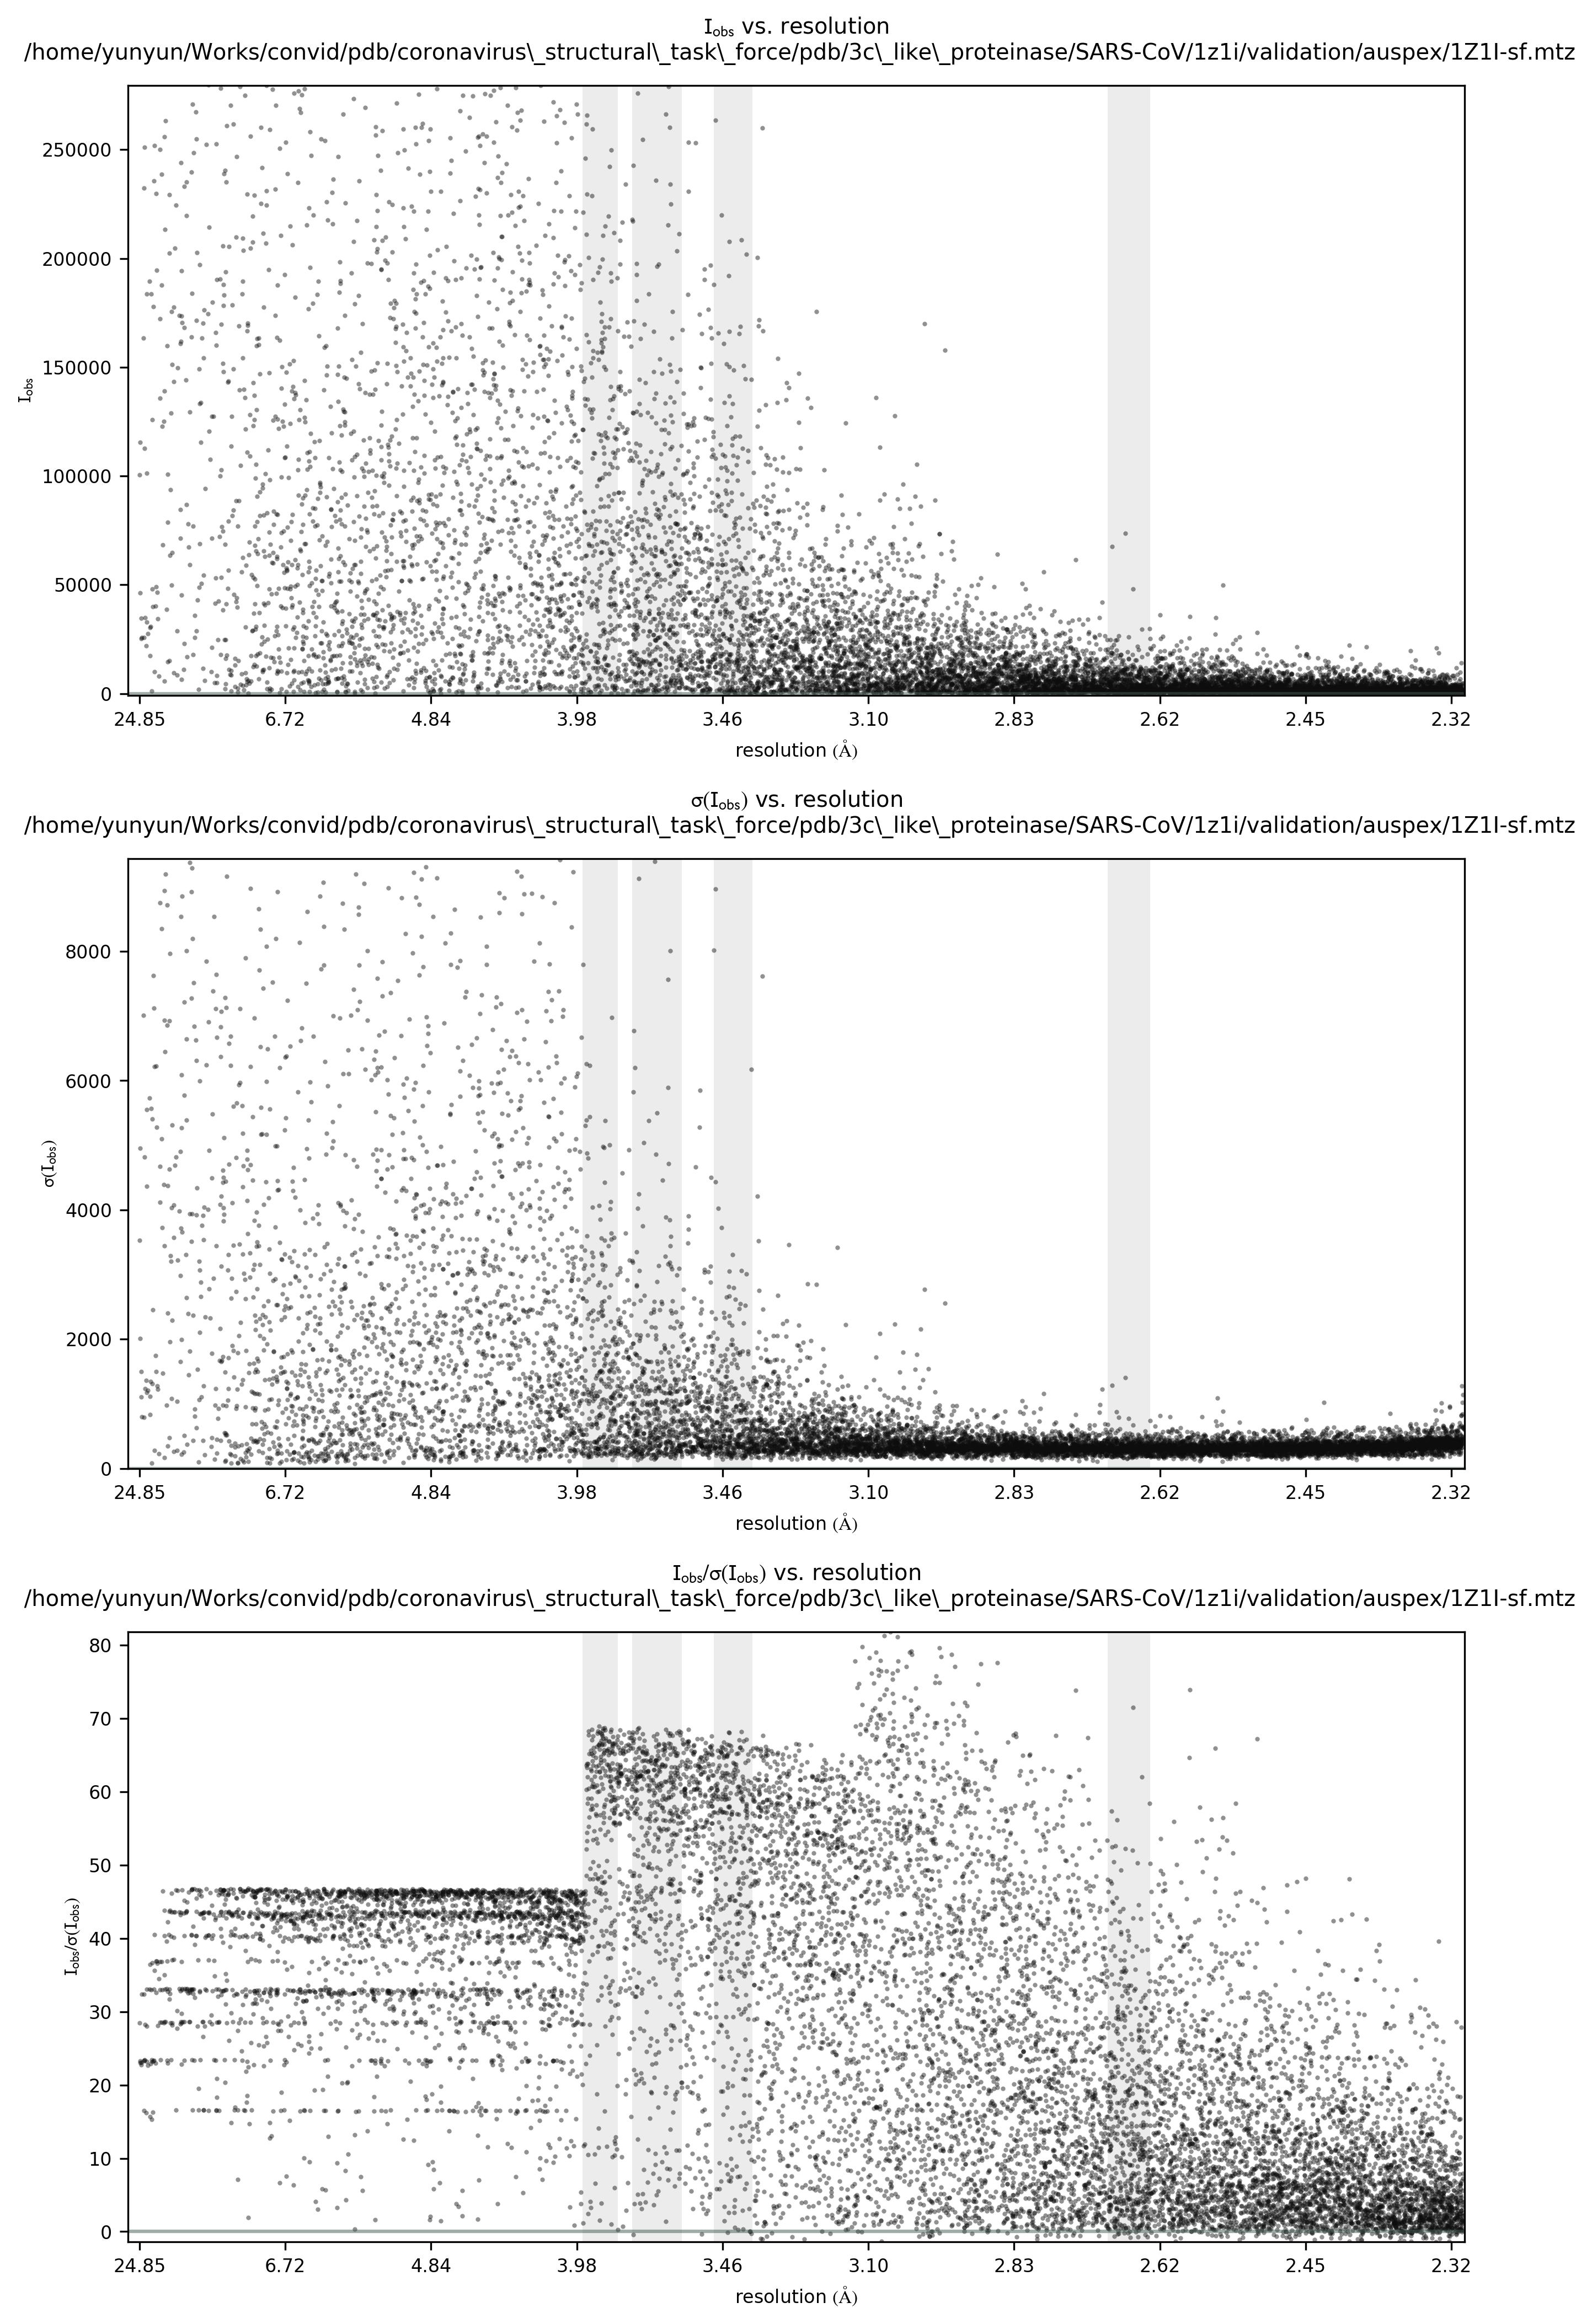 Iobs vs. resolution
/home/yunyun/Works/convid/pdb/coronavirus\_structural\_task\_force/pdb/3c\_like\_proteinase/SARS-CoV/1z1i/validation/auspex/1Z1I-sf.mtz
Iobs
250000
200000
150000
100000
50000
0
24.85 6.72 4.84 3.98 3.46 3.10 2.83 2.62 2.45 2.32
resolution (Å)
σ(Iobs) vs. resolution
/home/yunyun/Works/convid/pdb/coronavirus\_structural\_task\_force/pdb/3c\_like\_proteinase/SARS-CoV/1z1i/validation/auspex/1Z1I-sf.mtz
σ(Iobs)
8000
6000
4000
2000
0
24.85 6.72 4.84 3.98 3.46 3.10 2.83 2.62 2.45 2.32
resolution (Å)
Iobs/σ(Iobs) vs. resolution
/home/yunyun/Works/convid/pdb/coronavirus\_structural\_task\_force/pdb/3c\_like\_proteinase/SARS-CoV/1z1i/validation/auspex/1Z1I-sf.mtz
Iobs/σ(Iobs)
80
70
60
50
40
30
20
10
0
24.85 6.72 4.84 3.98 3.46 3.10 2.83 2.62 2.45 2.32
resolution (Å)